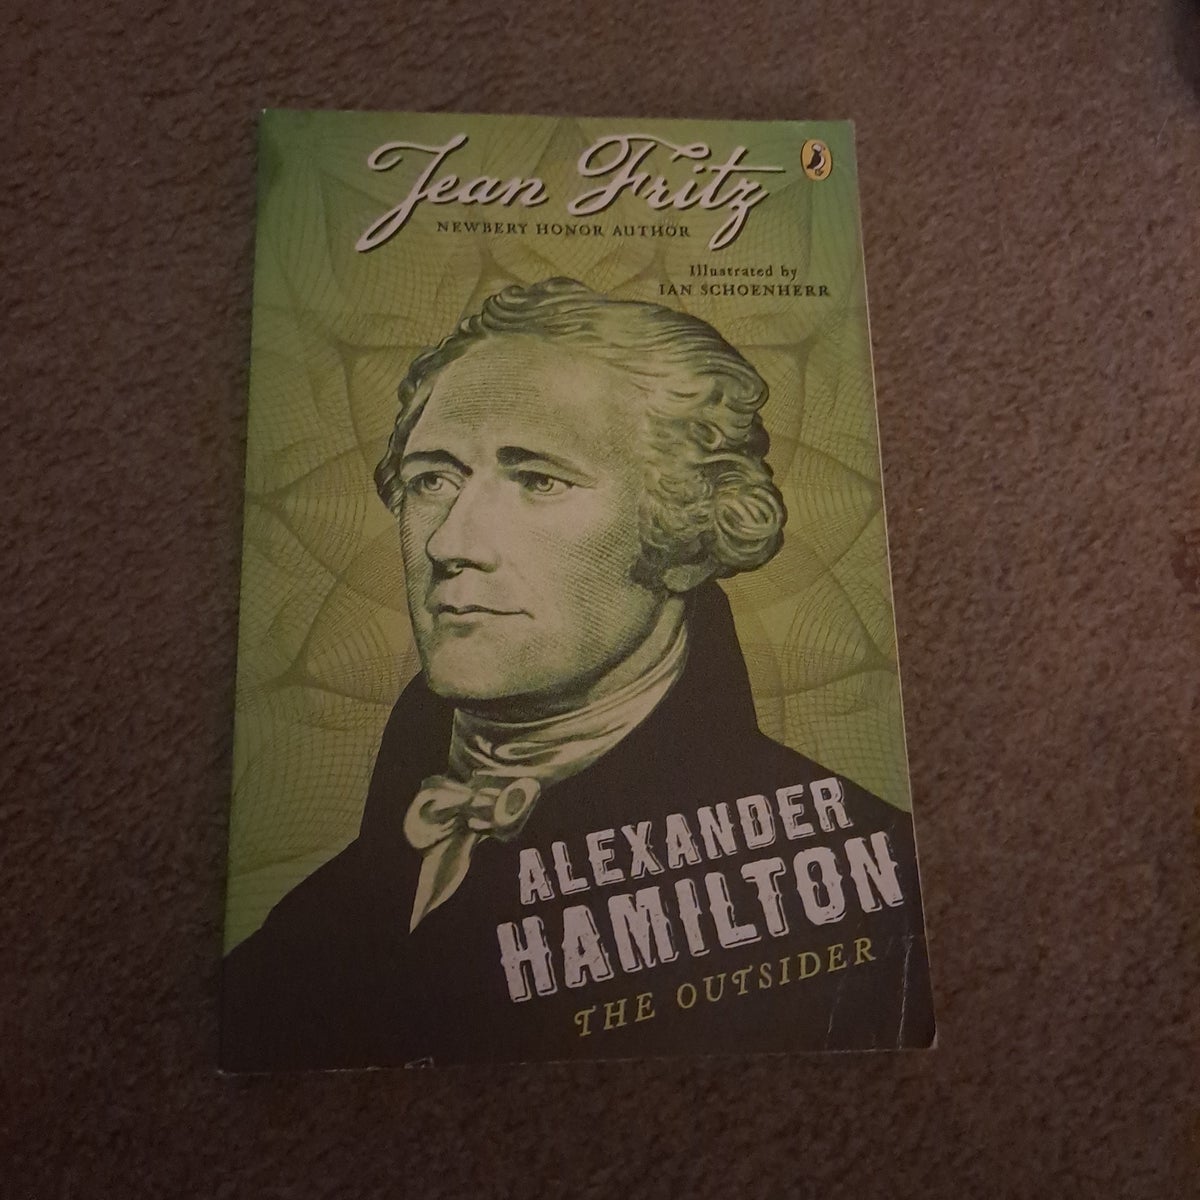 Jean Fritz
NEWBERY HONOR AUTHOR
Illustrated by
IAN SCHOENHERR
ALEXANDER
HAMILTON
THE OUTSIDER